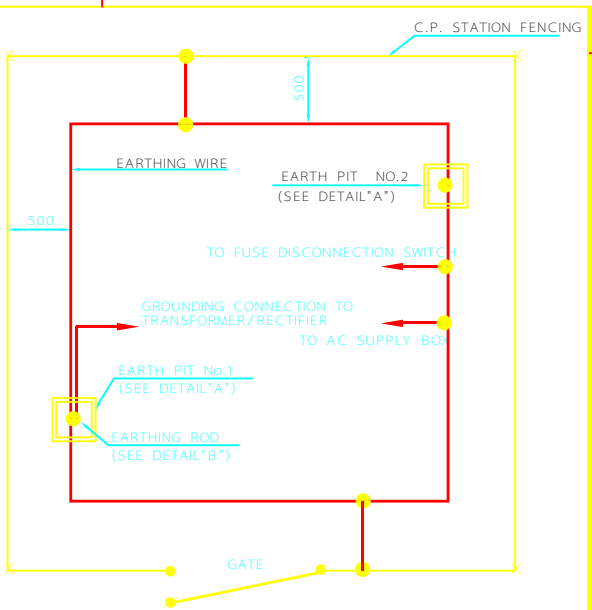 C.P. STATION FENCING
500
EARTHING WIRE
EARTH PIT NO.2
(SEE DETAIL"A")
500
TO FUSE DISCONNECTION SWITCH
GROUNDING CONNECTION TO
TRANSFORMER/RECTIFIER
TO AC SUPPLY BOX
EARTH PIT No.1
(SEE DETAIL"A")
EARTHING ROD
(SEE DETAIL"B")
GATE